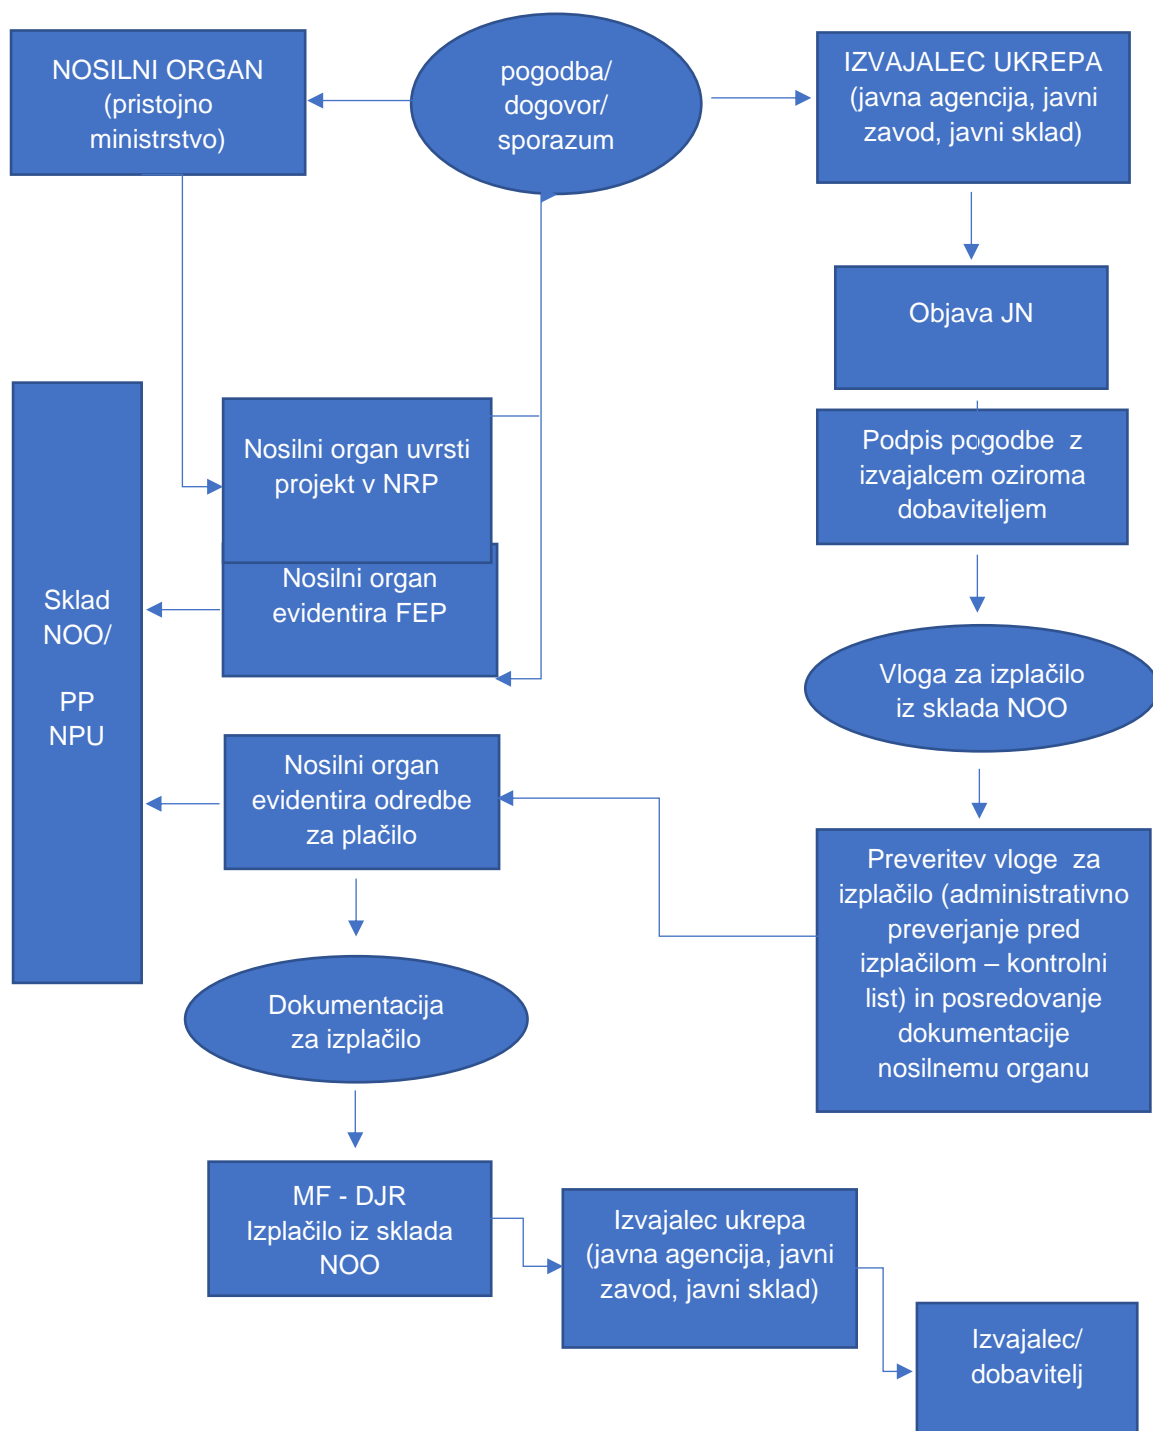 NOSILNI ORGAN
(pristojno
ministrstvo)
pogodba/
dogovor/
sporazum
IZVAJALEC UKREPA
(javna agencija, javni
zavod, javni sklad)
Objava JN
Podpis pogodbe z
izvajalcem oziroma
dobaviteljem
Nosilni organ uvrsti
projekt v NRP
Nosilni organ
evidentira FEP
Sklad
NOO/
PP
NPU
Vloga za izplačilo
iz sklada NOO
Nosilni organ
evidentira odredbe
za plačilo
Preveritev vloge za
izplačilo (administrativno
preverjanje pred
izplačilom – kontrolni
list) in posredovanje
dokumentacije
nosilnemu organu
Dokumentacija
za izplačilo
MF - DJR
Izplačilo iz sklada
NOO
Izvajalec ukrepa
(javna agencija, javni
zavod, javni sklad)
Izvajalec/
dobavitelj